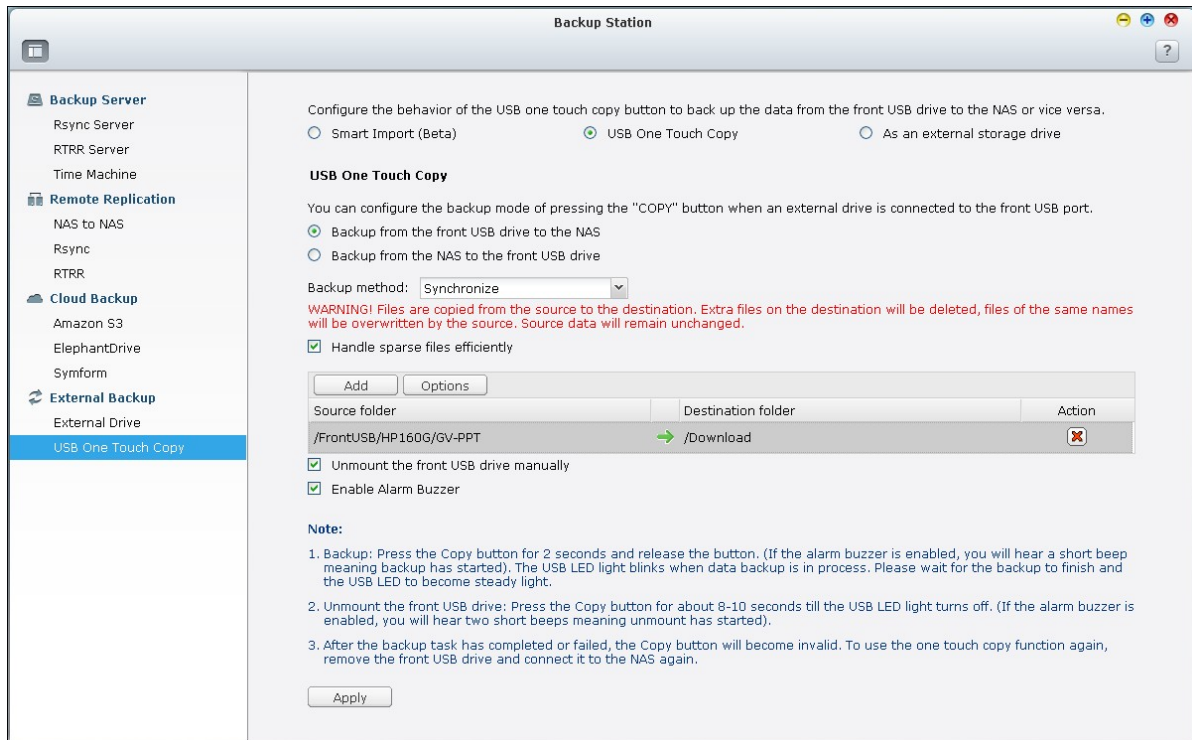 Backup Station
?
Backup Server
Rsync Server
RTRR Server
Time Machine
Remote Replication
NAS to NAS
Rsync
RTRR
Cloud Backup
Amazon S3
ElephantDrive
Symform
External Backup
External Drive
USB One Touch Copy
Configure the behavior of the USB one touch copy button to back up the data from the front USB drive to the NAS or vice versa.
Smart Import (Beta) USB One Touch Copy As an external storage drive
USB One Touch Copy
You can configure the backup mode of pressing the "COPY" button when an external drive is connected to the front USB port.
Backup from the front USB drive to the NAS
Backup from the NAS to the front USB drive
Backup method: Synchronize
WARNING! Files are copied from the source to the destination. Extra files on the destination will be deleted, files of the same names
will be overwritten by the source. Source data will remain unchanged.
Handle sparse files efficiently
Add Options
Source folder Destination folder Action
/FrontUSB/HP160G/GV-PPT /Download
Unmount the front USB drive manually
Enable Alarm Buzzer
Note:
1. Backup: Press the Copy button for 2 seconds and release the button. (If the alarm buzzer is enabled, you will hear a short beep
meaning backup has started). The USB LED light blinks when data backup is in process. Please wait for the backup to finish and
the USB LED to become steady light.
2. Unmount the front USB drive: Press the Copy button for about 8-10 seconds till the USB LED light turns off. (If the alarm buzzer is
enabled, you will hear two short beeps meaning unmount has started).
3. After the backup task has completed or failed, the Copy button will become invalid. To use the one touch copy function again,
remove the front USB drive and connect it to the NAS again.
Apply